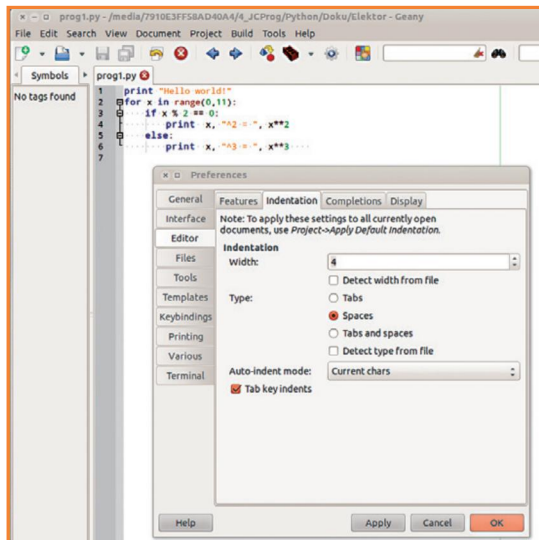 prog1.py - /media/7910E3FF58AD40A4/4_JCProg/Python/Doku/Elektor - Geany
File Edit Search View Document Project Build Tools Help
Symbols
prog1.py
No tags found
1 print "Hello world!"
2 for x in range(0,11):
3 if x % 2 == 0:
4 print x, "^2 = ", x**2
5 else:
6 print x, "^3 = ", x**3
7
Preferences
General
Interface
Editor
Files
Tools
Templates
Keybindings
Printing
Various
Terminal
Features Indentation Completions Display
Note: To apply these settings to all currently open
documents, use Project->Apply Default Indentation.
Indentation
Width: 4
Detect width from file
Type: Tabs
Spaces
Tabs and spaces
Detect type from file
Auto-indent mode: Current chars
Tab key indents
Help Apply Cancel OK